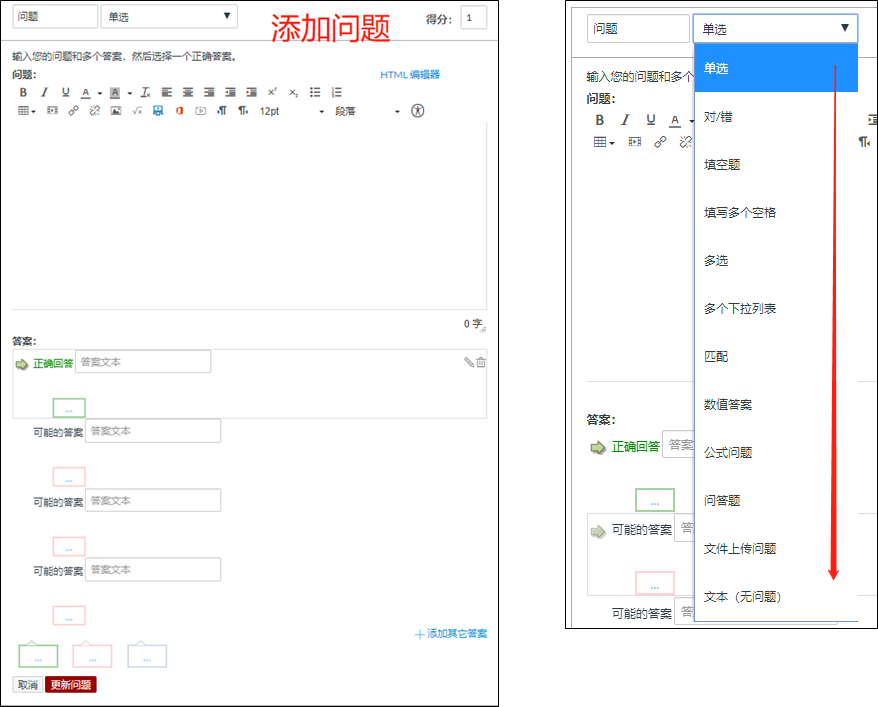 问题
单选
添加问题
得分：
1
输入您的问题和多个答案，然后选择一个正确答案。
问题：
HTML 编辑器
12pt
段落
0 字
答案：
正确回答
答案文本
...
可能的答案
答案文本
...
可能的答案
答案文本
...
可能的答案
答案文本
...
添加其它答案
...
...
...
取消
更新问题
问题
单选
输入您的问题和多个
问题：
单选
对/错
填空题
填写多个空格
多选
多个下拉列表
匹配
数值答案
公式问题
问答题
文件上传问题
文本（无问题）
答案：
正确回答
答案
...
可能的答案
答
...
可能的答案
答